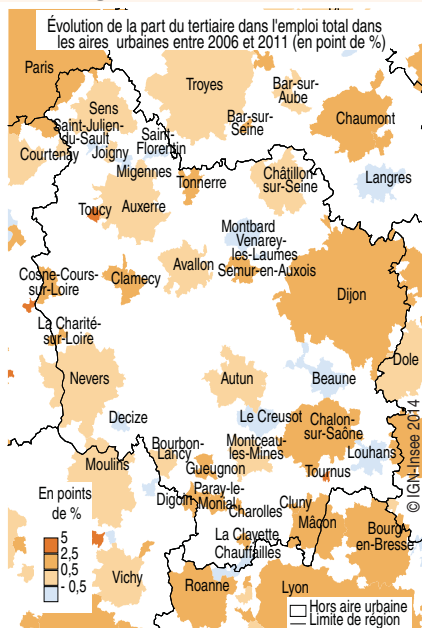 Évolution de la part du tertiaire dans l'emploi total dans
les aires urbaines entre 2006 et 2011 (en point de %)
Paris
Troyes
Bar-sur-
Aube
Sens
Bar-sur-
Seine
Chaumont
Saint-Julien-
du-Sault
Saint-
Florentin
Courtenay
Joigny
Migennes
Tonnerre
Châtillon
-sur-Seine
Langres
Toucy
Auxerre
Montbard
Venarey-
les-Laumes
Semur-en-Auxois
Avallon
Cosne-Cours-
sur-Loire
Clamecy
Dijon
La Charité-
sur-Loire
Dole
Nevers
Autun
Beaune
Decize
Le Creusot
Chalon-
sur-Saône
Bourbon-
Lancy
Montceau-
les-Mines
Louhans
Moulins
Gueugnon
Tournus
Digoin
Paray-le-
Monial
Charolles
Cluny
Mâcon
Bourg-
en-Bresse
La Clayette
Chauffailles
Vichy
Roanne
Lyon
En points
de %
5
2,5
0,5
- 0,5
Hors aire urbaine
Limite de région
© IGN-Insee 2014